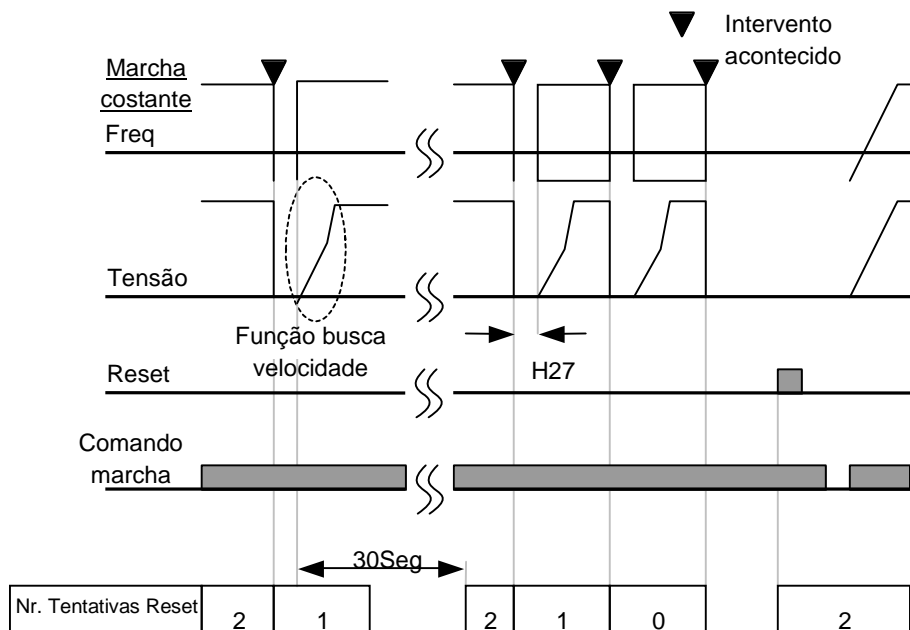 Intervento
acontecido
Marcha
costante
Freq
Tensão
Função busca
velocidade
H27
Reset
Comando
marcha
30Seg
Nr. Tentativas Reset 2 1 2 1 0 2